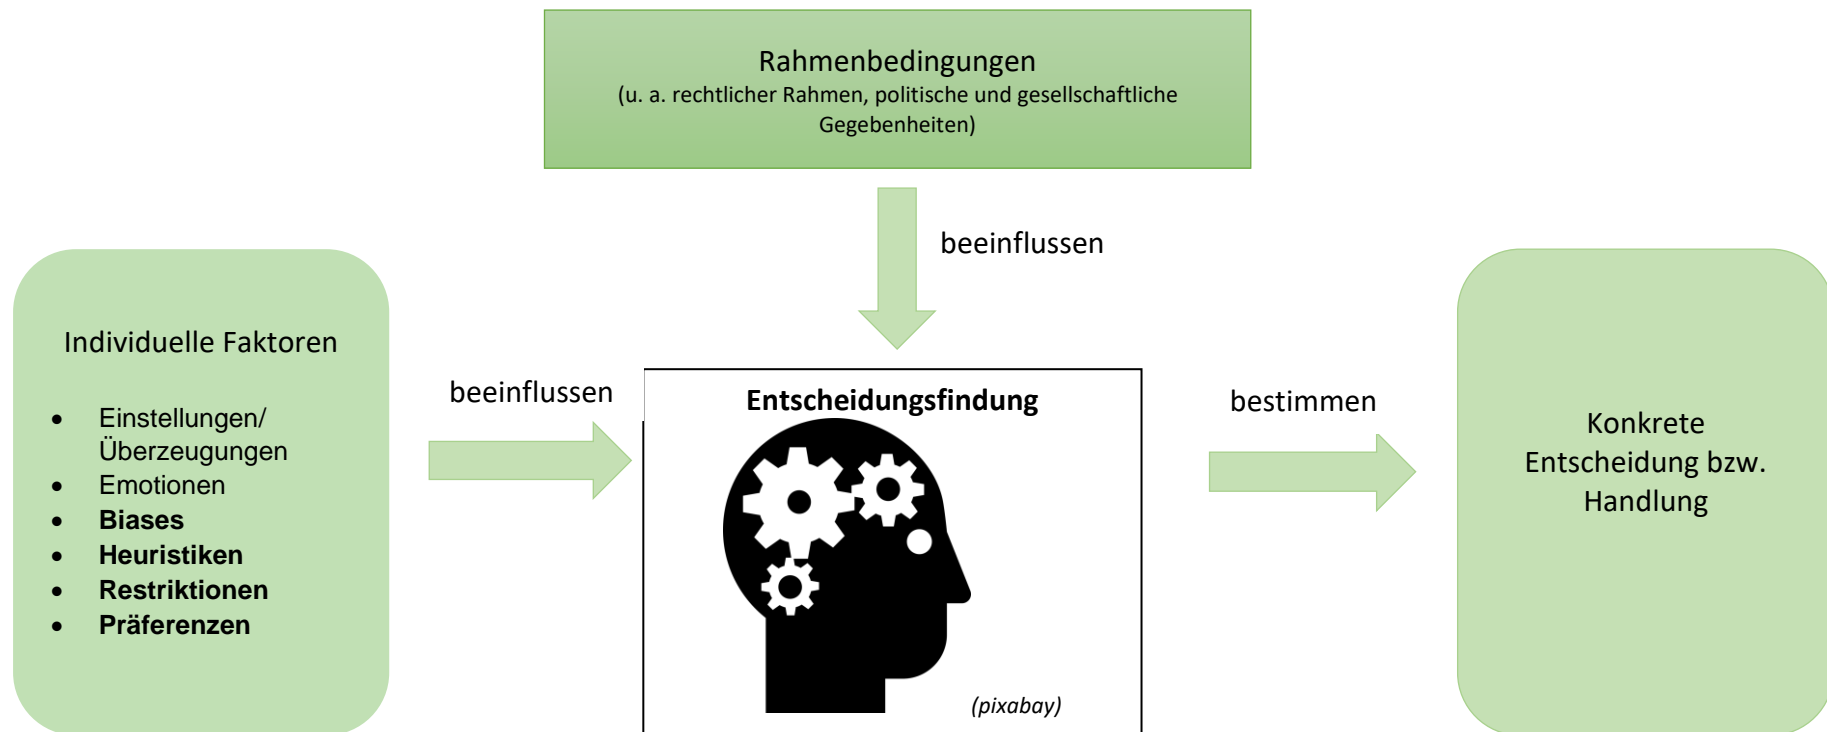 Rahmenbedingungen
(u. a. rechtlicher Rahmen, politische und gesellschaftliche
Gegebenheiten)
beeinflussen
Individuelle Faktoren
• Einstellungen/
Überzeugungen
• Emotionen
• Biases
• Heuristiken
• Restriktionen
• Präferenzen
beeinflussen
Entscheidungsfindung
(pixabay)
bestimmen
Konkrete
Entscheidung bzw.
Handlung